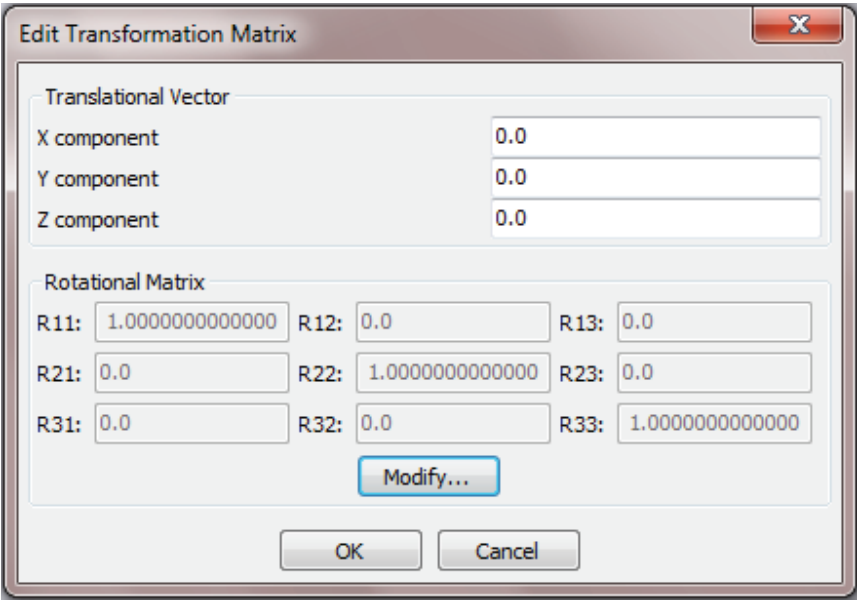 Edit Transformation Matrix
Translational Vector
X component 0.0
Y component 0.0
Z component 0.0
Rotational Matrix
R11: 1.0000000000000 R12: 0.0 R13: 0.0
R21: 0.0 R22: 1.0000000000000 R23: 0.0
R31: 0.0 R32: 0.0 R33: 1.0000000000000
Modify...
OK Cancel